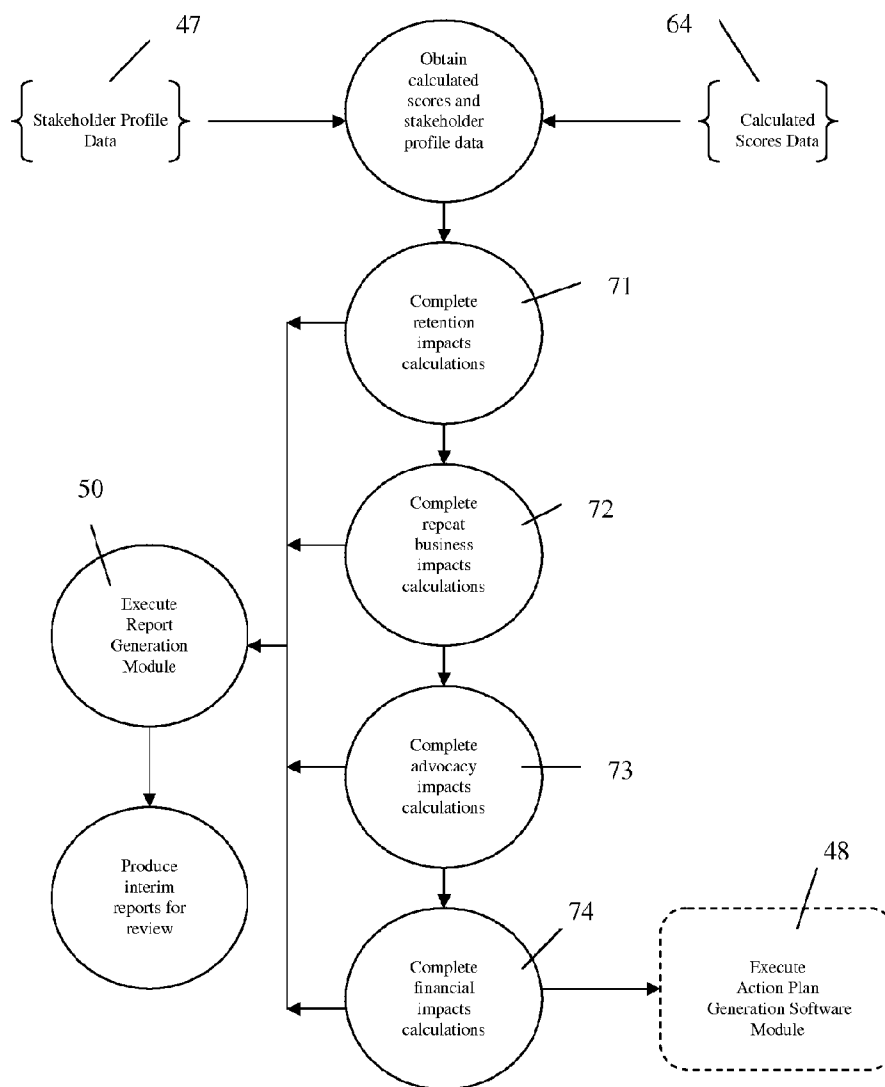 47
64
Obtain
calculated
scores and
stakeholder
profile data
Stakeholder Profile
Data
Calculated
Scores Data
71
Complete
retention
impacts
calculations
50
72
Complete
repeat
business
impacts
calculations
Execute
Report
Generation
Module
73
Complete
advocacy
impacts
calculations
Produce
interim
reports for
review
48
74
Complete
financial
impacts
calculations
Execute
Action Plan
Generation Software
Module